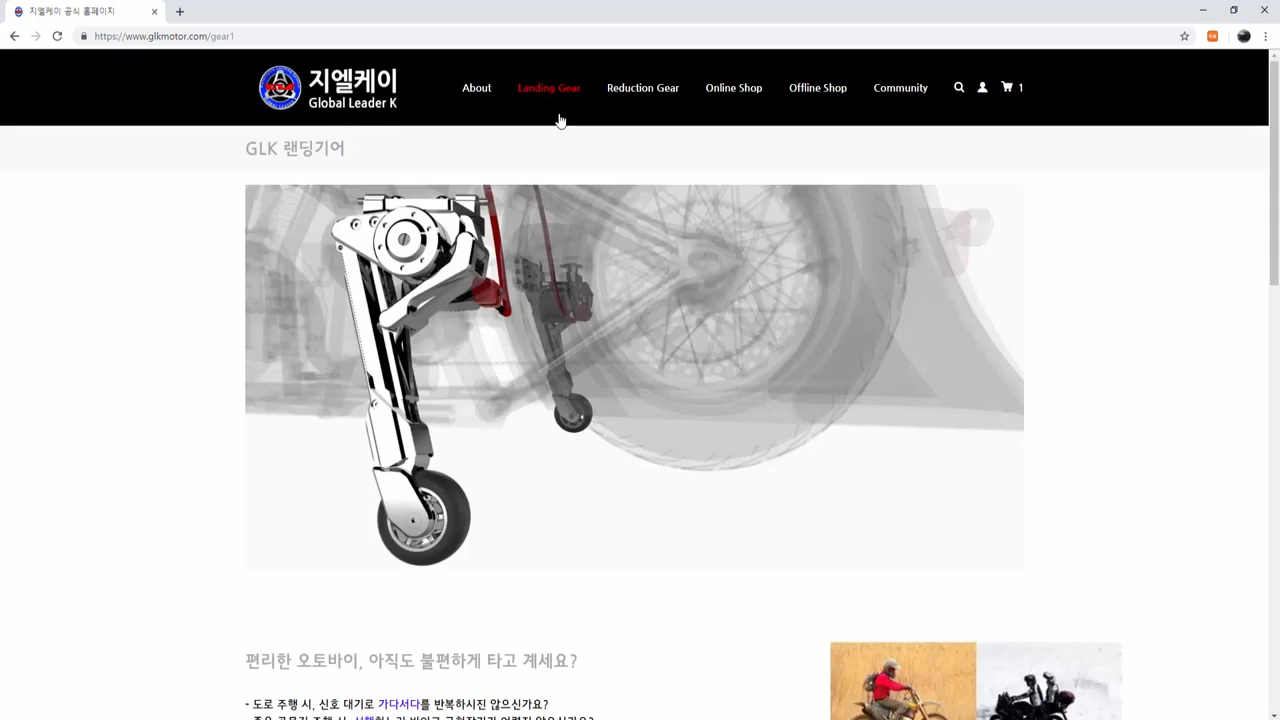 지엘케이 공식 홈페이지
https://www.glkmotor.com/gear1
지엘케이
Global Leader K
About
Landing Gear
Reduction Gear
Online Shop
Offline Shop
Community
1
GLK 랜딩기어
편리한 오토바이, 아직도 불편하게 타고 계세요?
- 도로 주행 시, 신호 대기로 가다서다를 반복하시진 않으신가요?